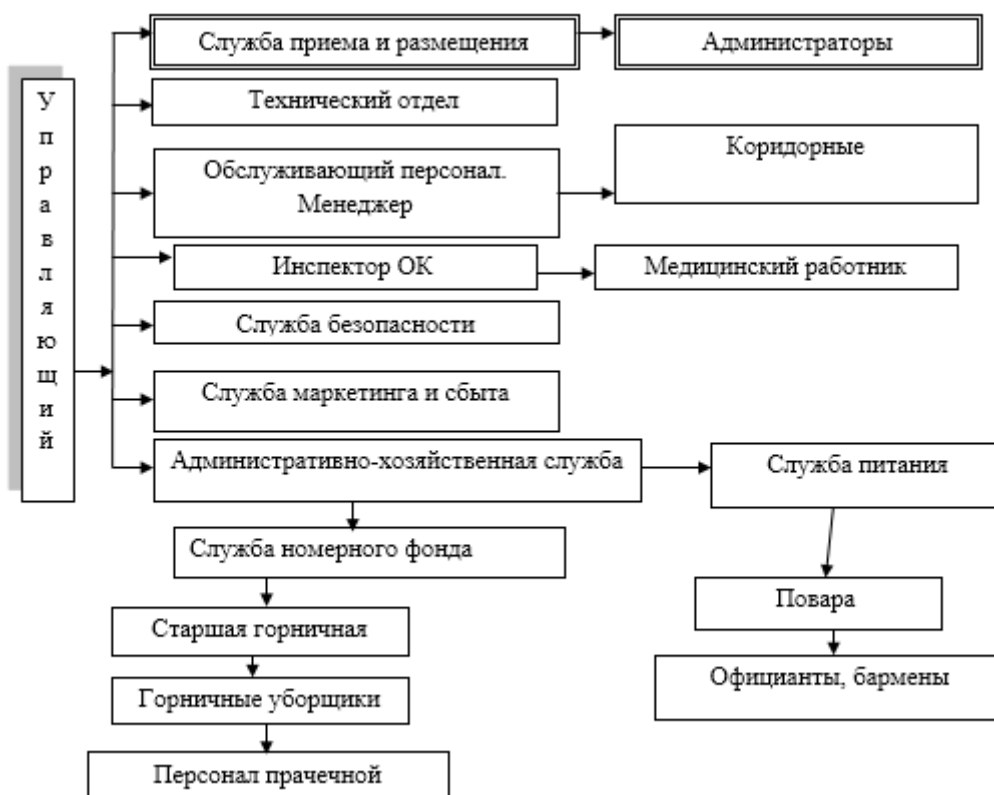 Управляющий
Служба приема и размещения
Администраторы
Технический отдел
Обслуживающий персонал.
Менеджер
Коридорные
Инспектор ОК
Медицинский работник
Служба безопасности
Служба маркетинга и сбыта
Административно-хозяйственная служба
Служба питания
Служба номерного фонда
Повара
Старшая горничная
Официанты, бармены
Горничные уборщики
Персонал прачечной